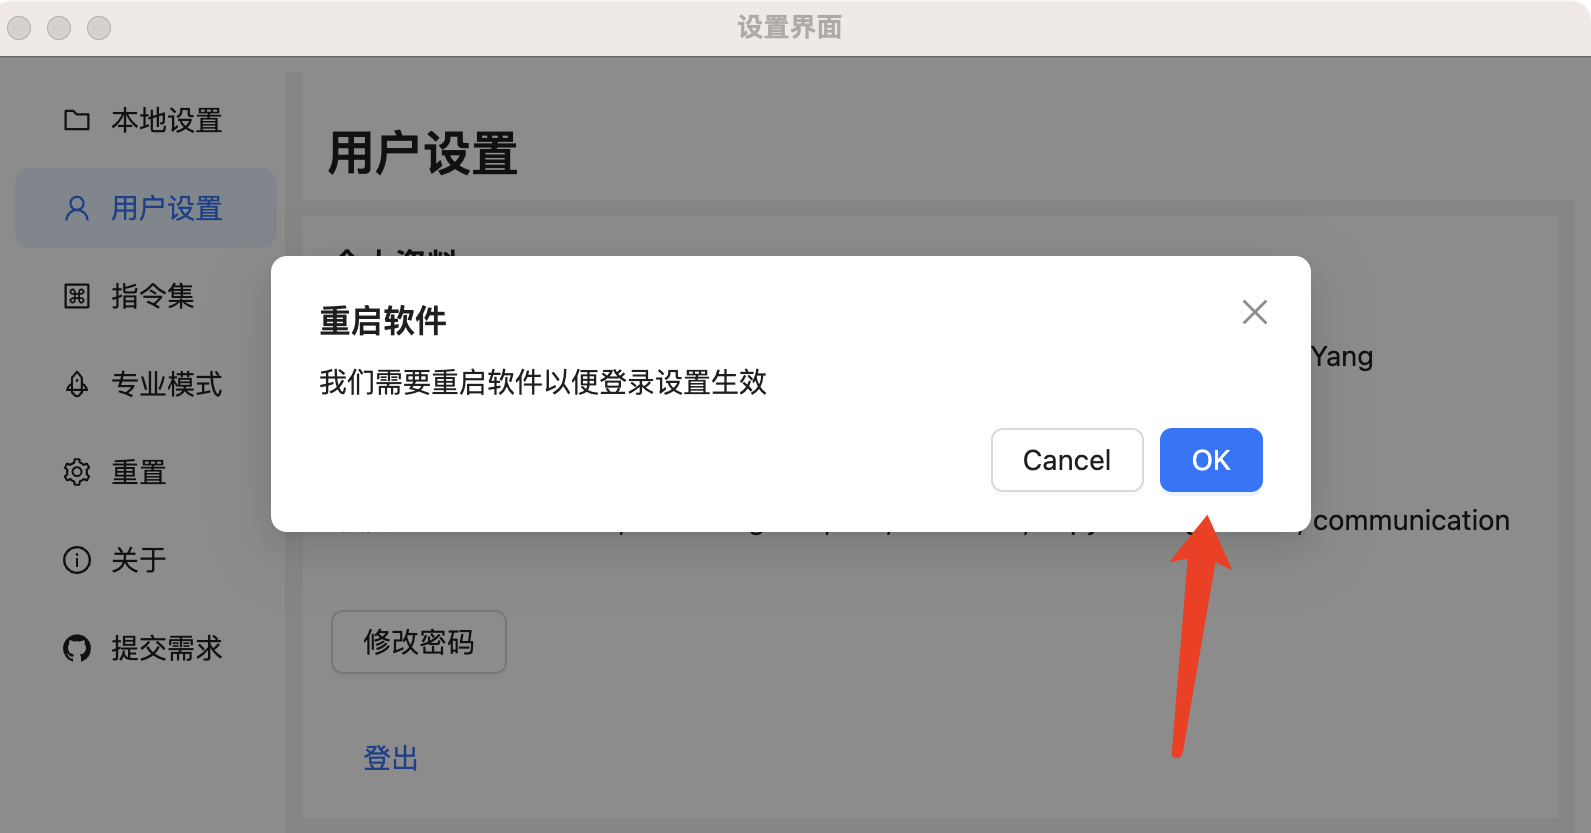 设置界面
本地设置
用户设置
指令集
专业模式
重置
关于
提交需求
用户设置
重启软件
我们需要重启软件以便登录设置生效
Cancel
OK
Yang
communication
修改密码
登出